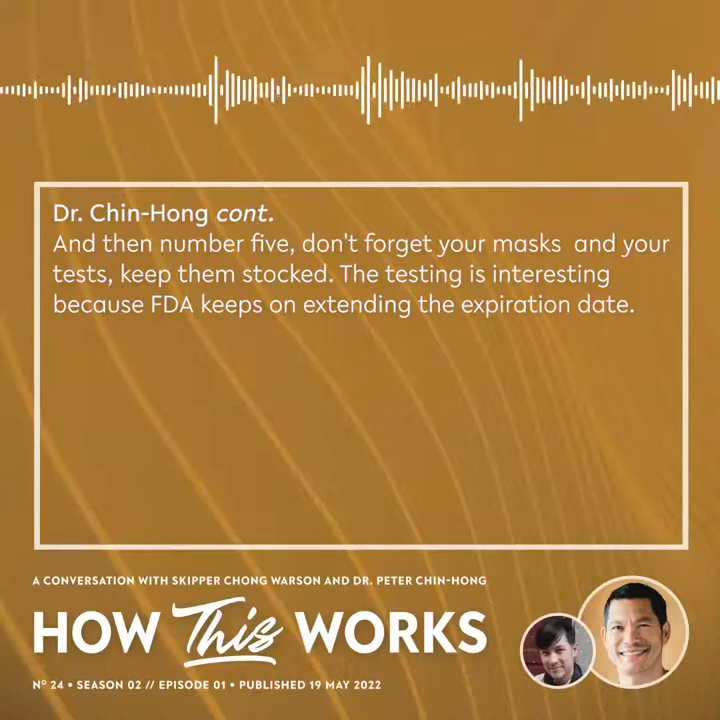 Dr. Chin-Hong cont.
And then number five, don't forget your masks  and your
tests, keep them stocked. The testing is interesting
because FDA keeps on extending the expiration date.
A CONVERSATION WITH SKIPPER CHONG WARSON AND DR. PETER CHIN-HONG
HOW This WORKS
Nº 24 • SEASON 02 // EPISODE 01 • PUBLISHED 19 MAY 2022